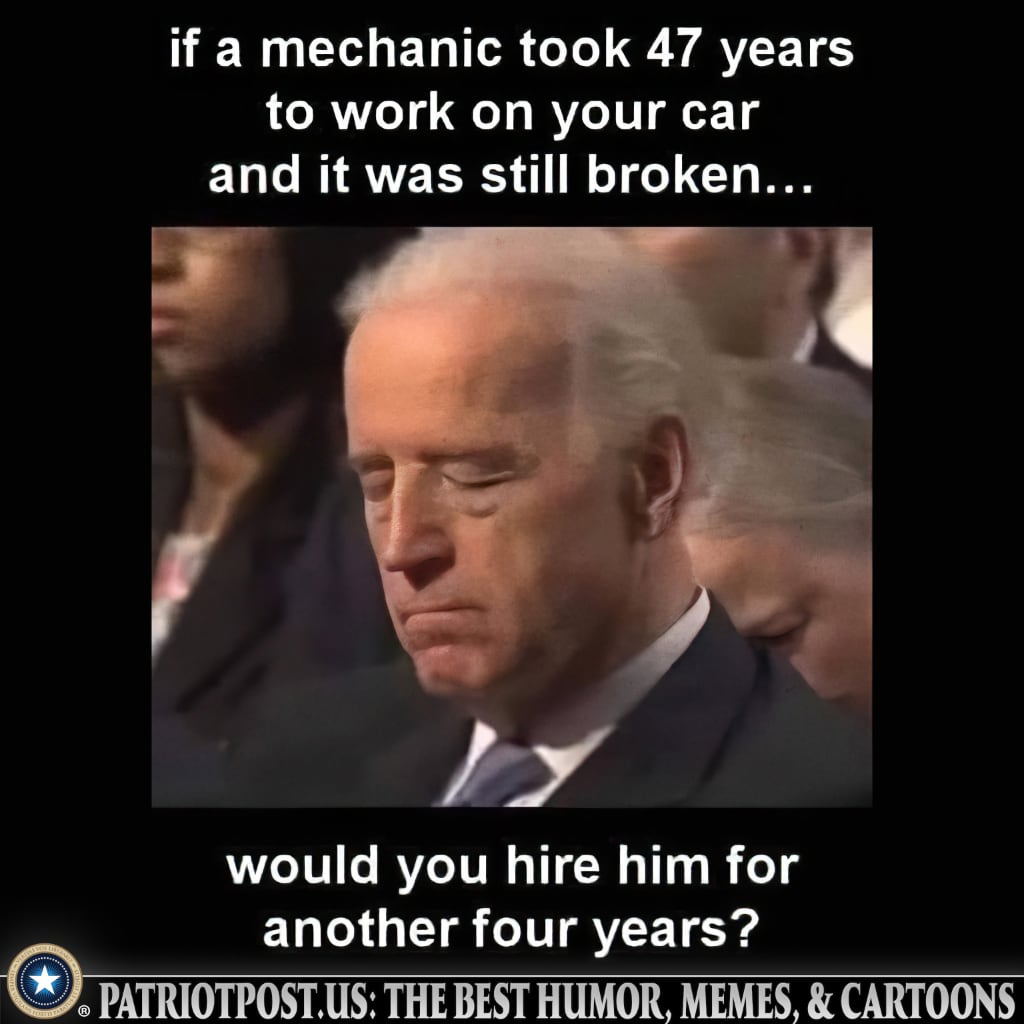 if a mechanic took 47 years
to work on your car
and it was still broken...
would you hire him for
another four years?
® PATRIOTPOST.US: THE BEST HUMOR, MEMES, & CARTOONS